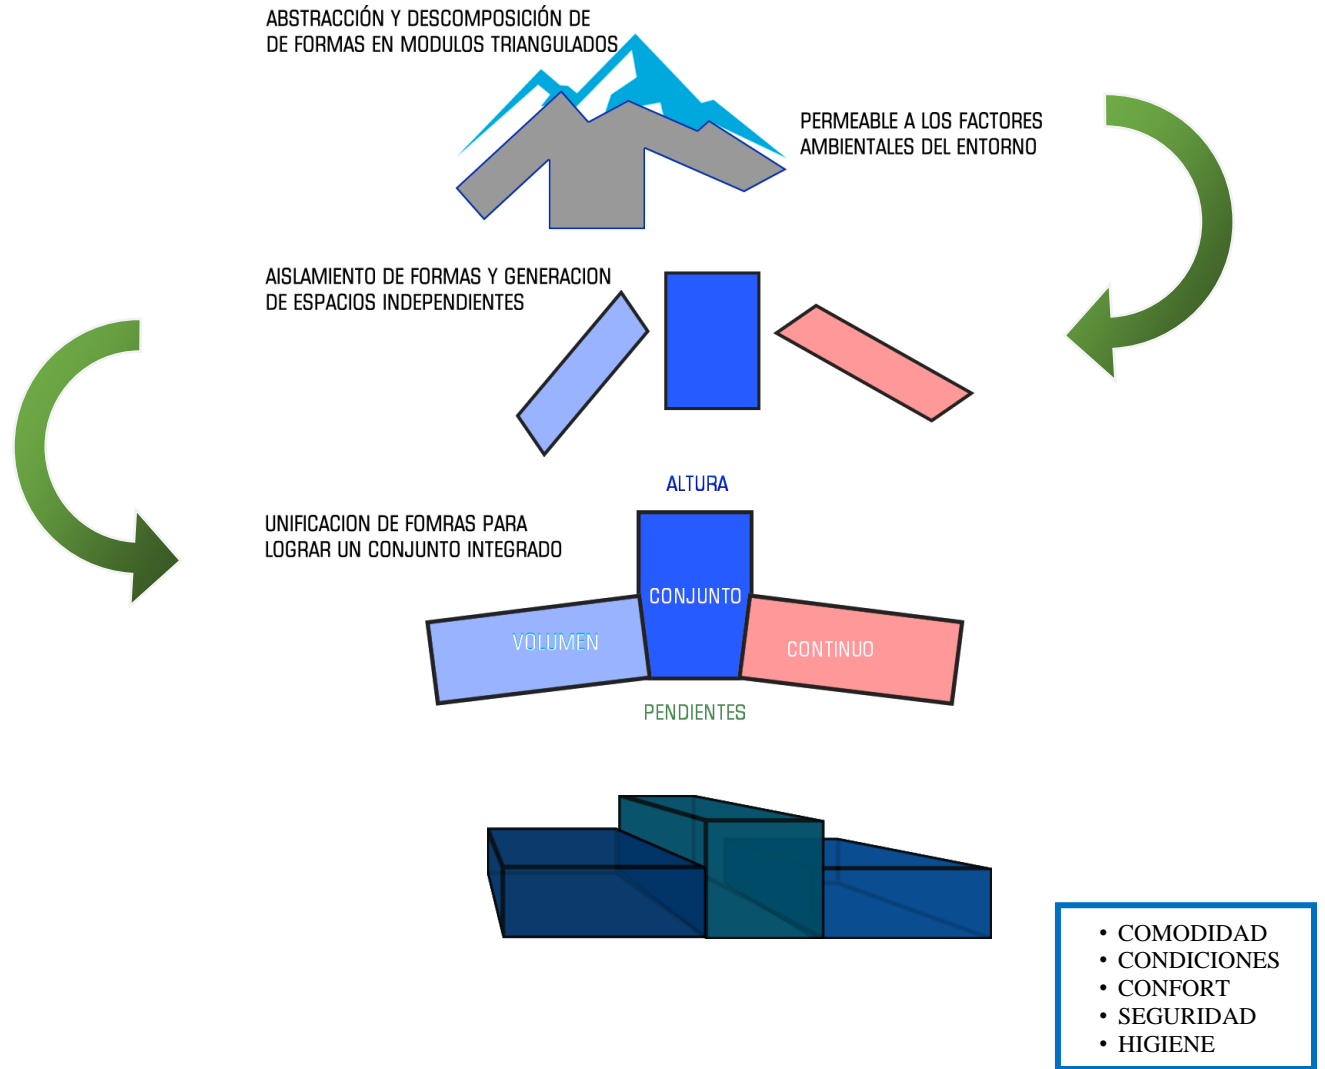 ABSTRACCIÓN Y DESCOMPOSICIÓN DE
DE FORMAS EN MODULOS TRIANGULADOS
PERMEABLE A LOS FACTORES
AMBIENTALES DEL ENTORNO
AISLAMIENTO DE FORMAS Y GENERACION
DE ESPACIOS INDEPENDIENTES
ALTURA
UNIFICACION DE FOMRAS PARA
LOGRAR UN CONJUNTO INTEGRADO
CONJUNTO
VOLUMEN
CONTINUO
PENDIENTES
• COMODIDAD
• CONDICIONES
• CONFORT
• SEGURIDAD
• HIGIENE